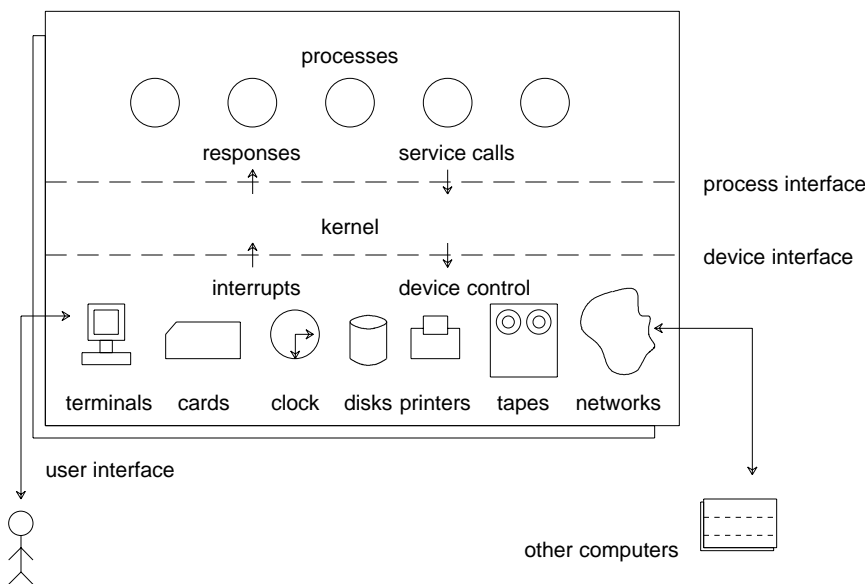 processes
responses service calls
process interface
kernel
device interface
interrupts device control
terminals cards clock disks printers tapes networks
user interface
other computers